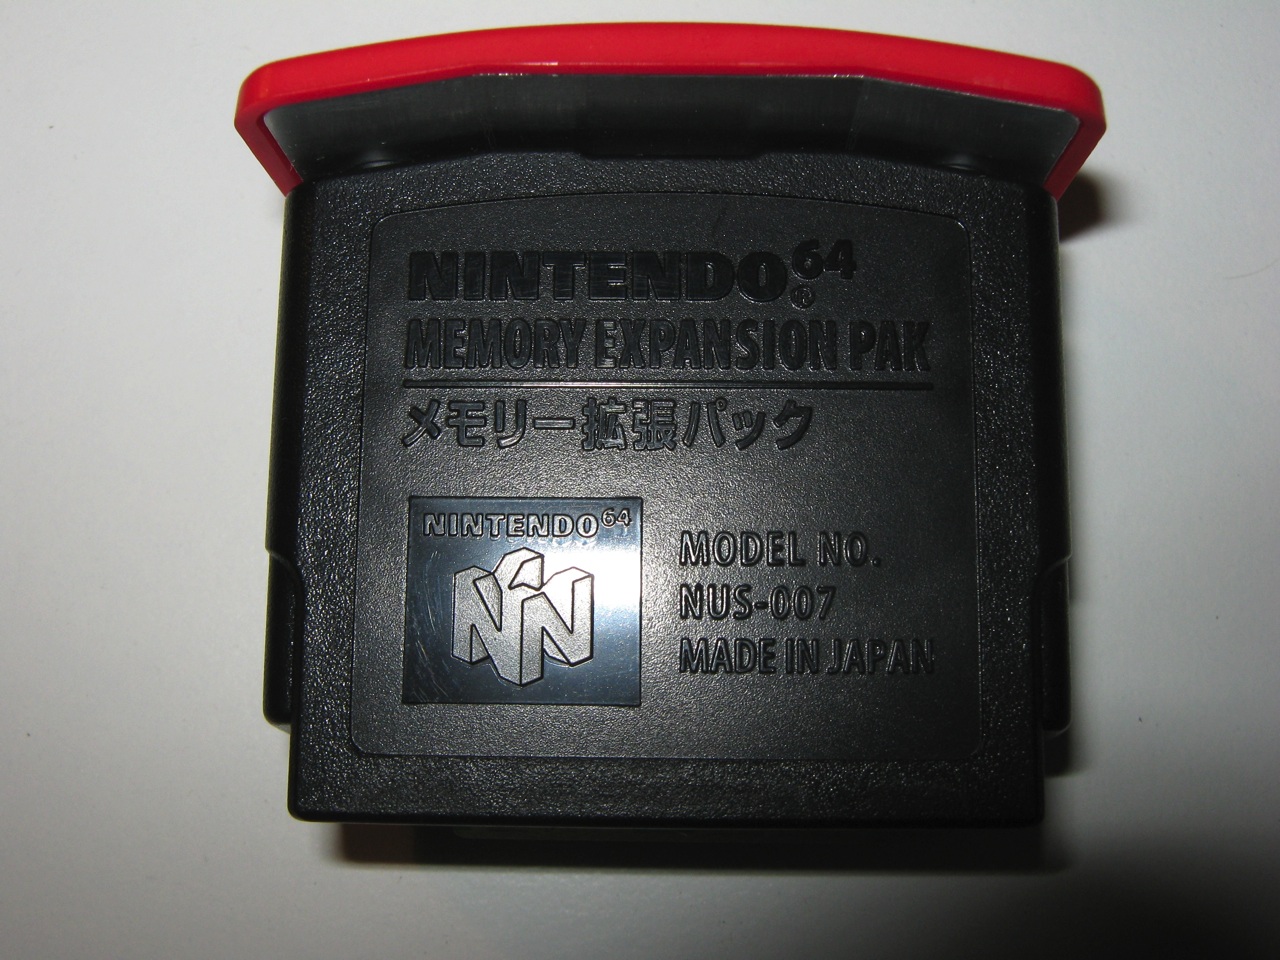 NINTENDO64®
MEMORY EXPANSION PAK
メモリー拡張パック
NINTENDO64
MODEL NO.
NUS-007
MADE IN JAPAN